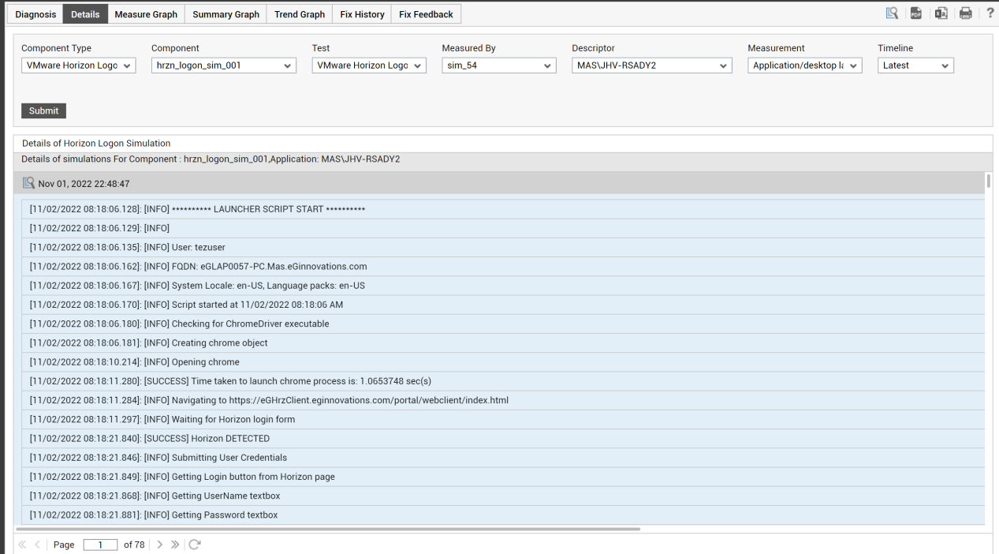 Diagnosis Details Measure Graph Summary Graph Trend Graph Fix History Fix Feedback PDF ?
Component Type Component Test Measured By Descriptor Measurement Timeline
VMware Horizon Logo hrzn_logon_sim_001 VMware Horizon Logo sim_54 MAS\JHV-RSADY2 Application/desktop la Latest
Submit
Details of Horizon Logon Simulation
Details of simulations For Component : hrzn_logon_sim_001,Application: MAS\JHV-RSADY2
Nov 01, 2022 22:48:47
[11/02/2022 08:18:06.128]: [INFO] ********** LAUNCHER SCRIPT START **********
[11/02/2022 08:18:06.129]: [INFO]
[11/02/2022 08:18:06.135]: [INFO] User: tezuser
[11/02/2022 08:18:06.162]: [INFO] FQDN: eGLAP0057-PC.Mas.eGinnovations.com
[11/02/2022 08:18:06.167]: [INFO] System Locale: en-US, Language packs: en-US
[11/02/2022 08:18:06.170]: [INFO] Script started at 11/02/2022 08:18:06 AM
[11/02/2022 08:18:06.180]: [INFO] Checking for ChromeDriver executable
[11/02/2022 08:18:06.181]: [INFO] Creating chrome object
[11/02/2022 08:18:10.214]: [INFO] Opening chrome
[11/02/2022 08:18:11.280]: [SUCCESS] Time taken to launch chrome process is: 1.0653748 sec(s)
[11/02/2022 08:18:11.284]: [INFO] Navigating to https://eGHrzClient.eginnovations.com/portal/webclient/index.html
[11/02/2022 08:18:11.297]: [INFO] Waiting for Horizon login form
[11/02/2022 08:18:21.840]: [SUCCESS] Horizon DETECTED
[11/02/2022 08:18:21.846]: [INFO] Submitting User Credentials
[11/02/2022 08:18:21.849]: [INFO] Getting Login button from Horizon page
[11/02/2022 08:18:21.868]: [INFO] Getting UserName textbox
[11/02/2022 08:18:21.881]: [INFO] Getting Password textbox
Page 1 of 78